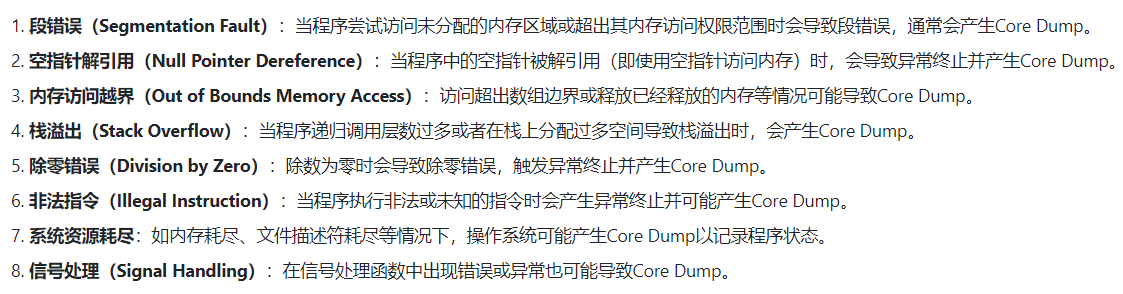 1. 段错误（Segmentation Fault）：当程序尝试访问未分配的内存区域或超出其内存访问权限范围时会导致段错误，通常会产生Core Dump。
2. 空指针解引用（Null Pointer Dereference）：当程序中的空指针被解引用（即使用空指针访问内存）时，会导致异常终止并产生Core Dump。
3. 内存访问越界（Out of Bounds Memory Access）：访问超出数组边界或释放已经释放的内存等情况可能导致Core Dump。
4. 栈溢出（Stack Overflow）：当程序递归调用层数过多或者在栈上分配过多空间导致栈溢出时，会产生Core Dump。
5. 除零错误（Division by Zero）：除数为零时会导致除零错误，触发异常终止并产生Core Dump。
6. 非法指令（Illegal Instruction）：当程序执行非法或未知的指令时会产生异常终止并可能产生Core Dump。
7. 系统资源耗尽：如内存耗尽、文件描述符耗尽等情况下，操作系统可能产生Core Dump以记录程序状态。
8. 信号处理（Signal Handling）：在信号处理函数中出现错误或异常也可能导致Core Dump。